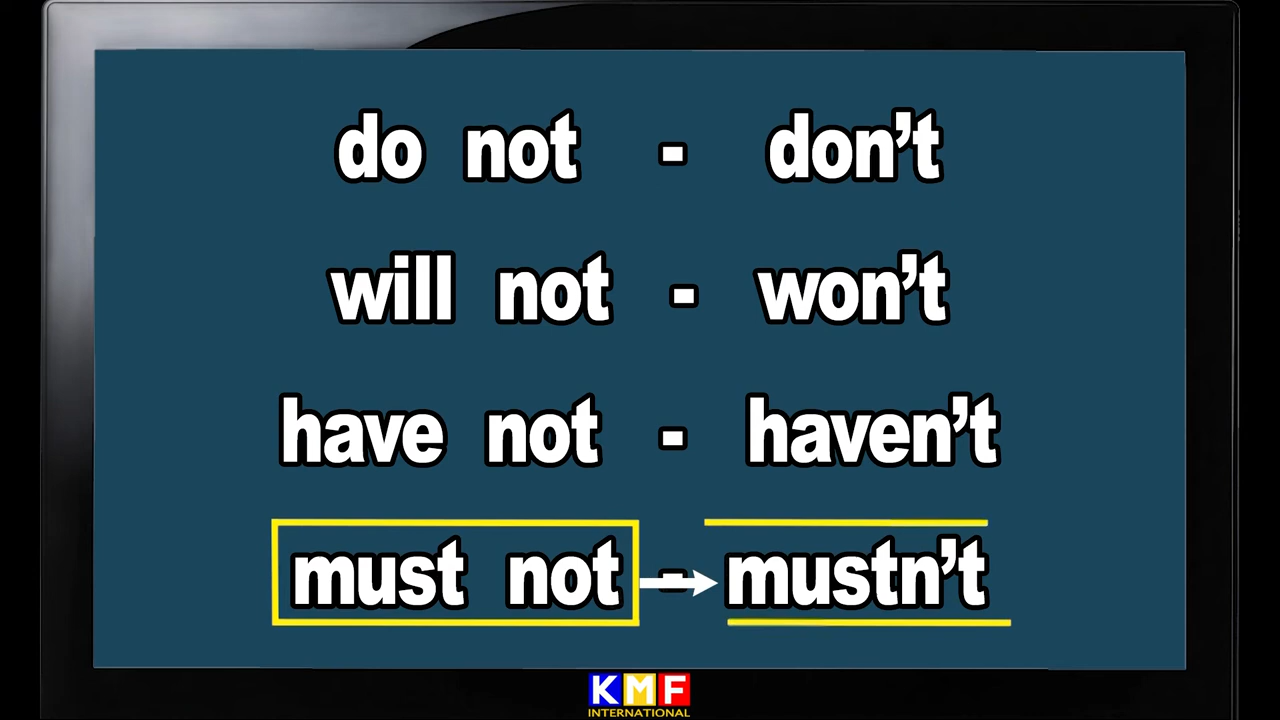 do not - don’t
will not - won’t
have not - haven’t
must not - mustn’t
KMF
INTERNATIONAL